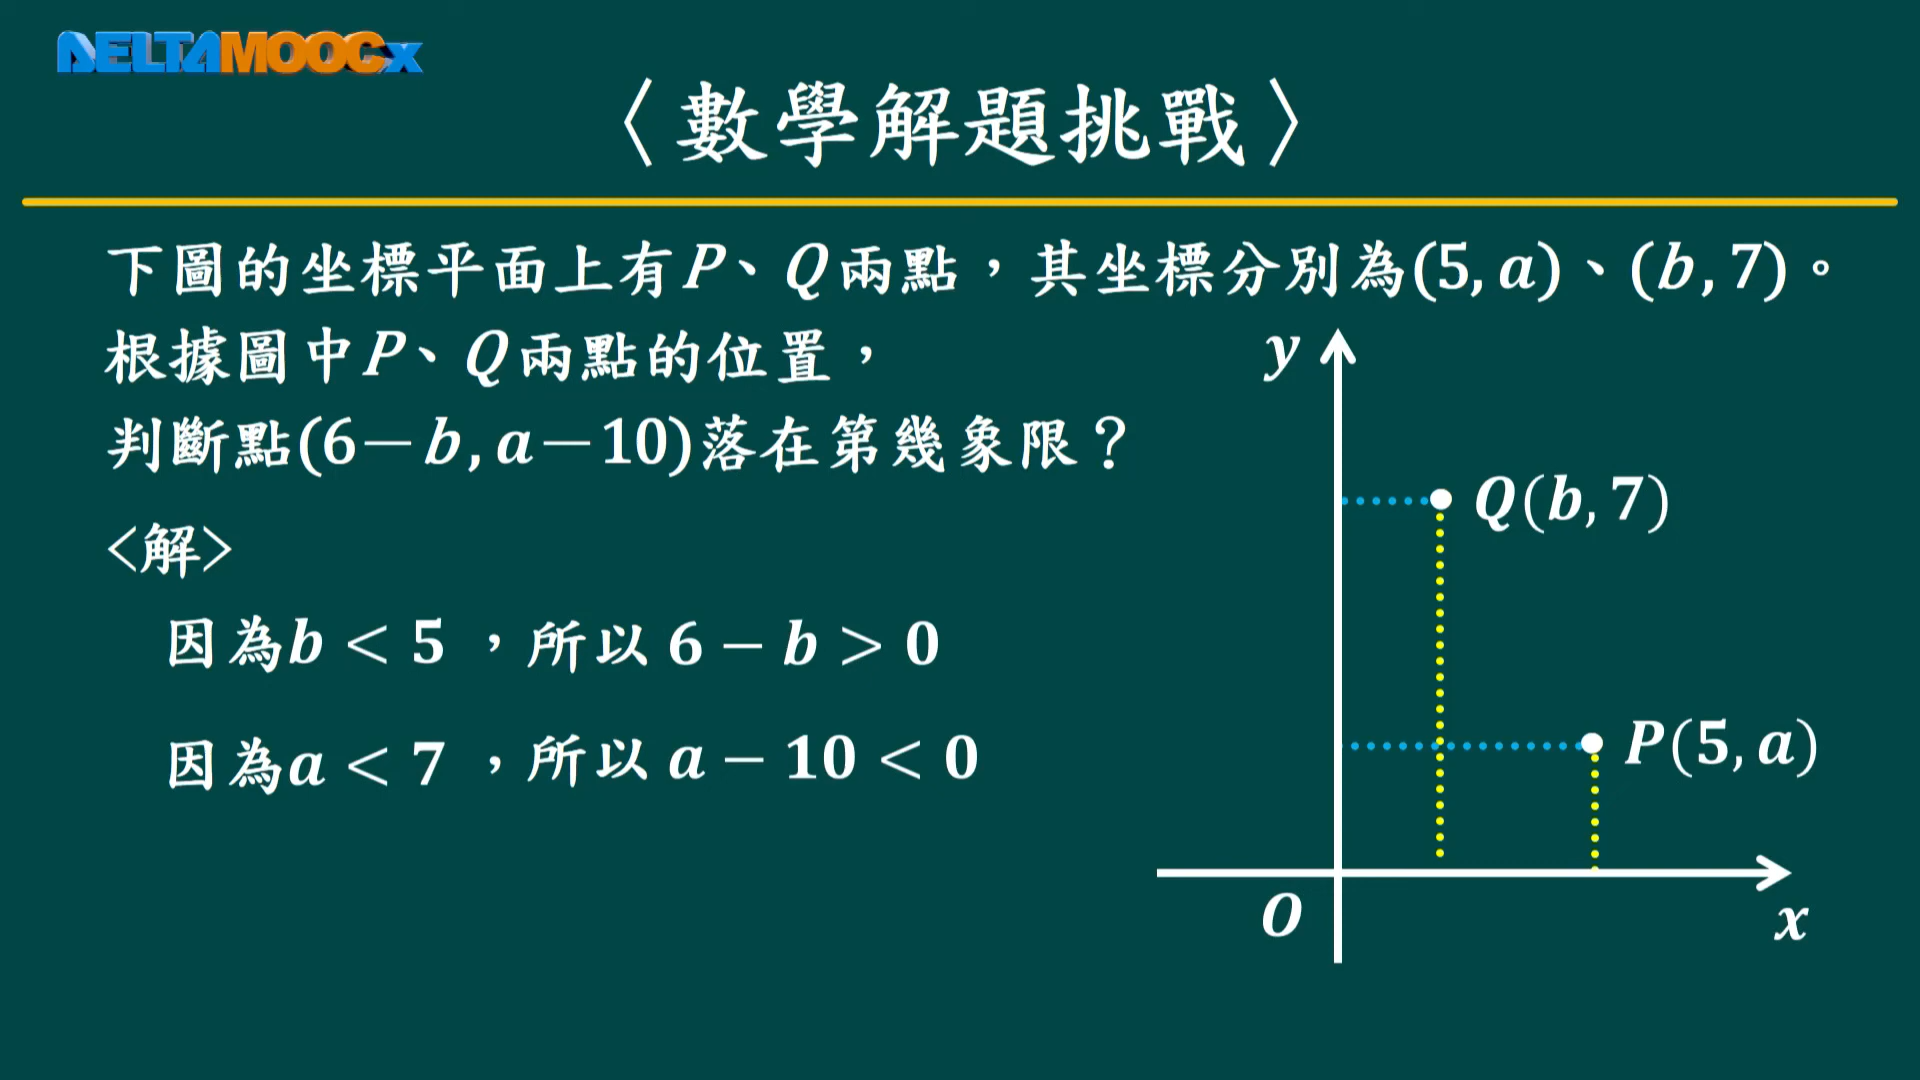 DELTAMOOCx
〈數學解題挑戰〉
下圖的坐標平面上有P、Q兩點，其坐標分別為(5,a)、(b,7)。
根據圖中P、Q兩點的位置，
判斷點(6－b,a－10)落在第幾象限？
<解>
因為b < 5，所以 6 − b > 0
因為a < 7，所以 a − 10 < 0
y
Q(b,7)
P(5,a)
O
x